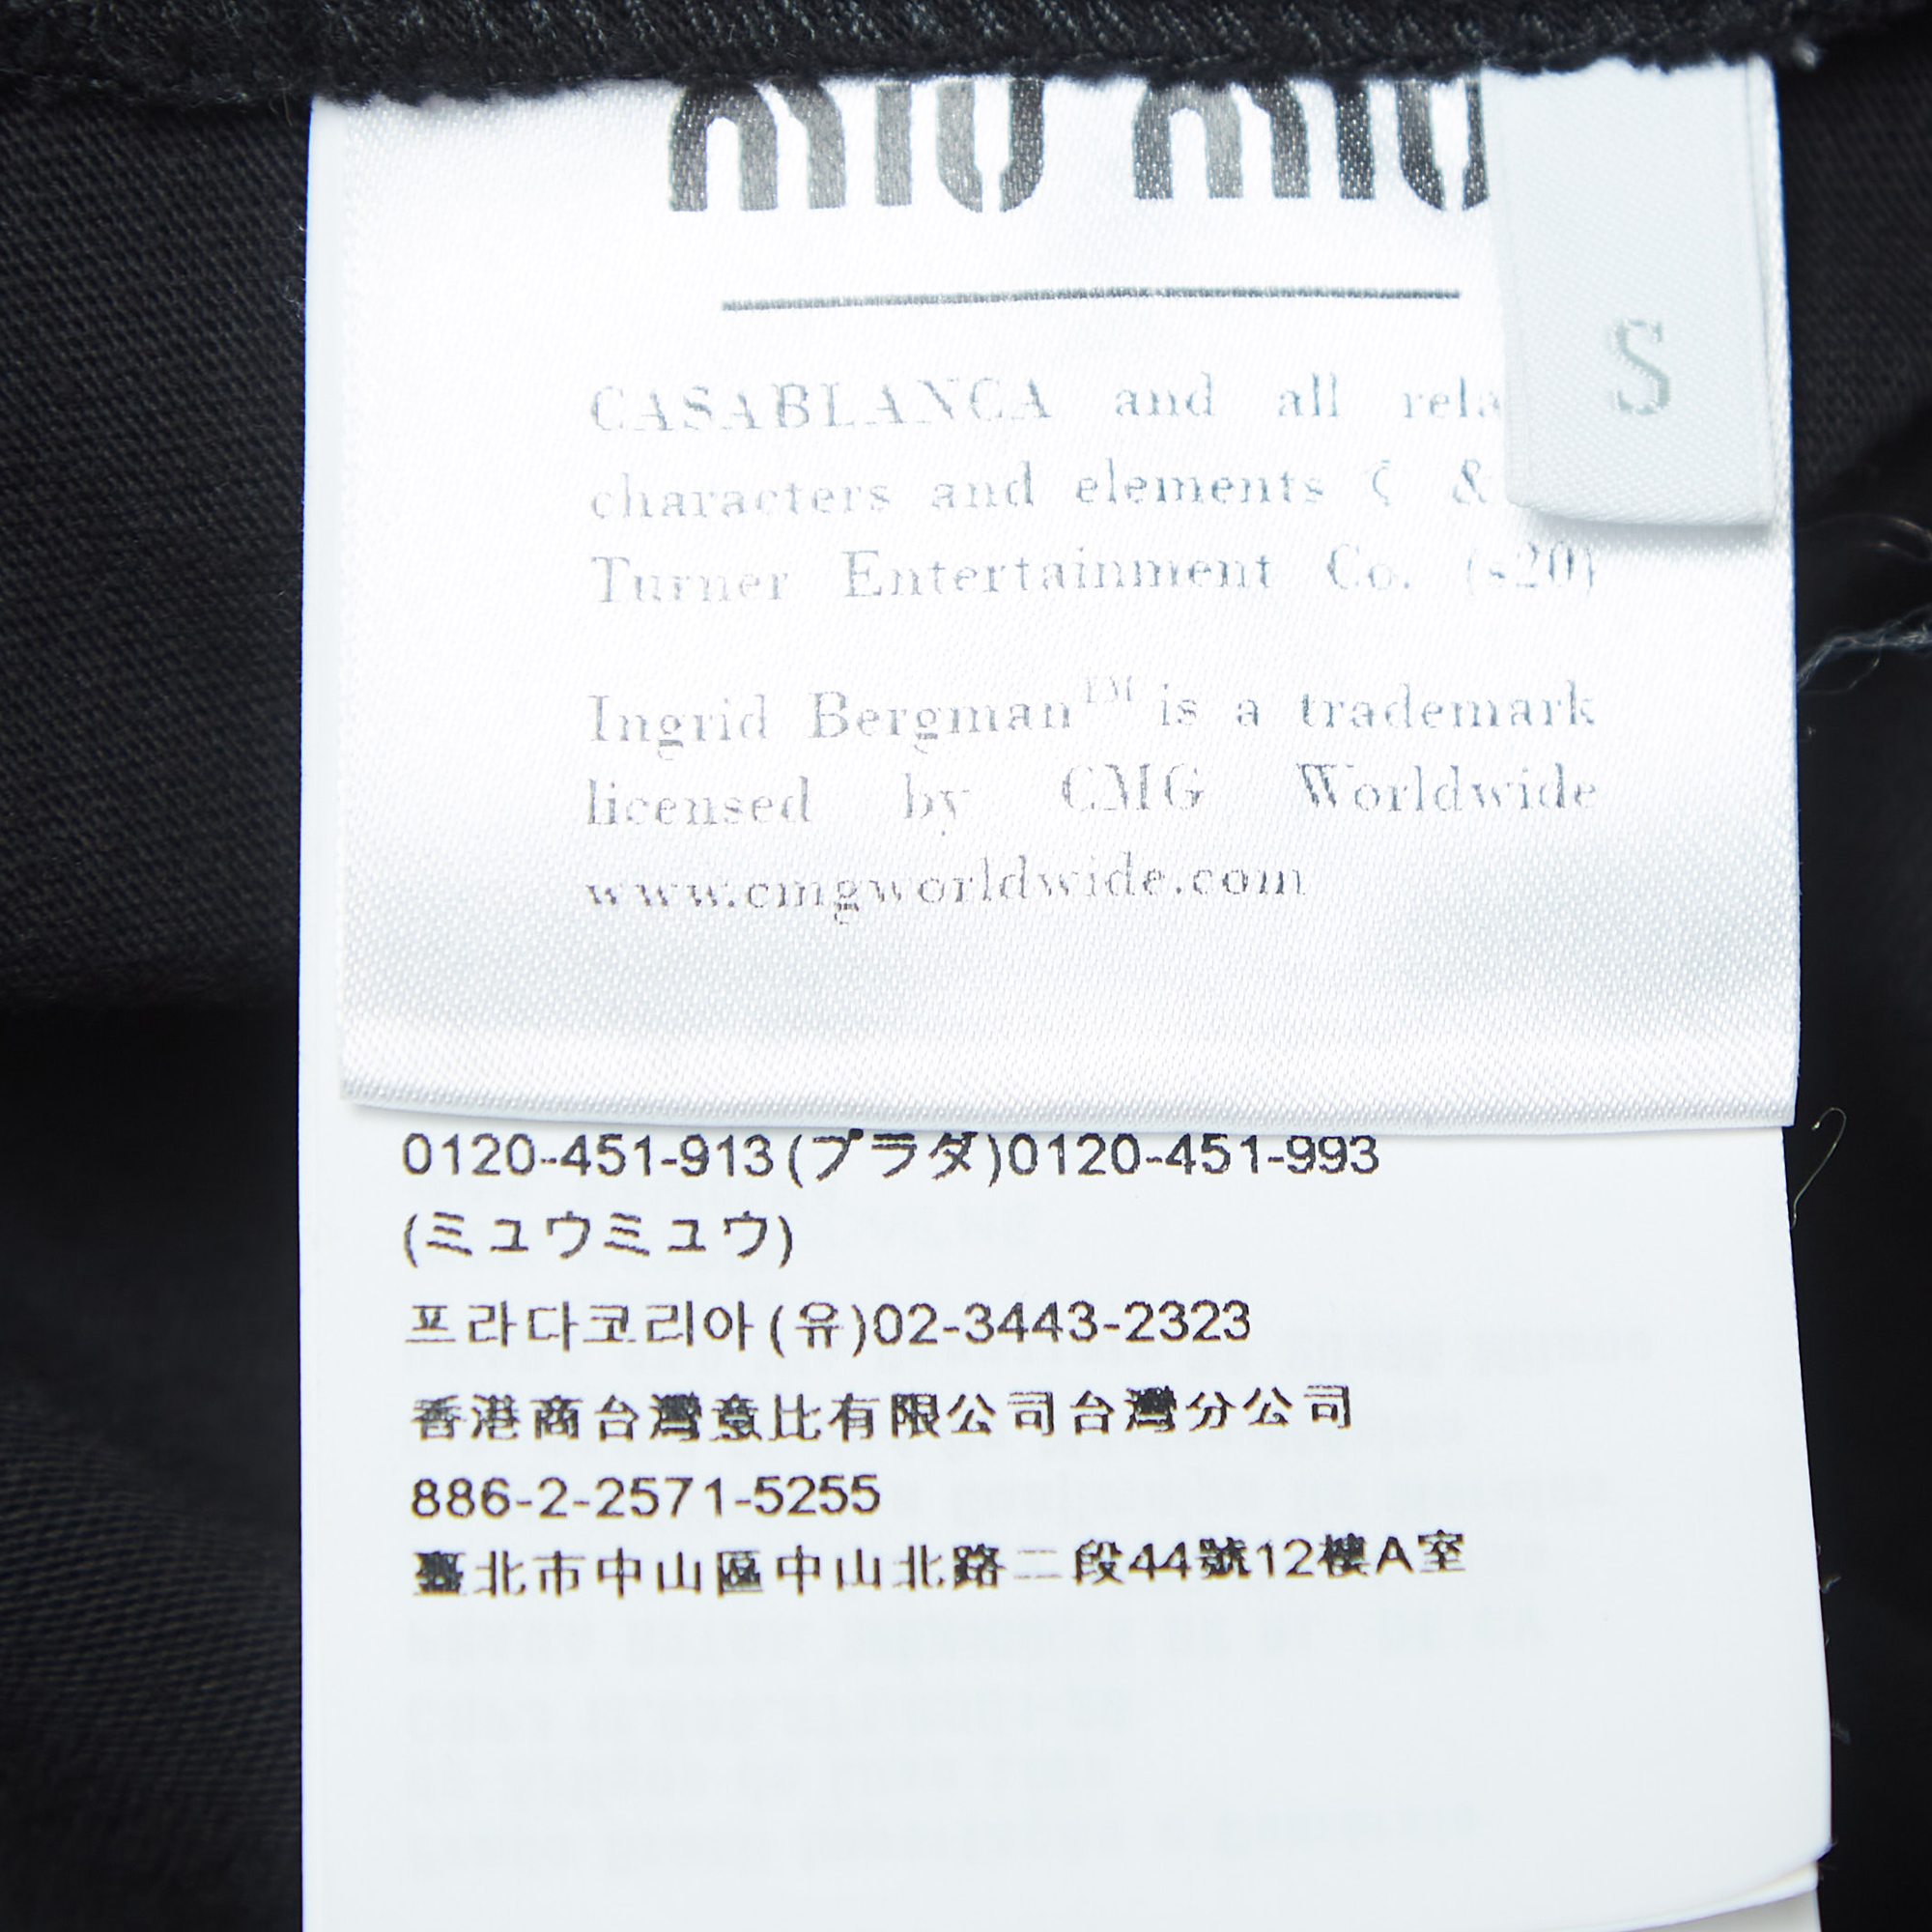 miu miu
S
CASABLANCA and all
characters and elements &
Turner Entertainment Co. (s20)
Ingrid Bergman™ is a trademark
licensed by CMG Worldwide
www.cmgworldwide.com
0120-451-913(プラダ)0120-451-993
(ミュウミュウ)
프라다코리아(유)02-3443-2323
香港商台灣意比有限公司台灣分公司
886-2-2571-5255
臺北市中山區中山北路二段44號12樓A室